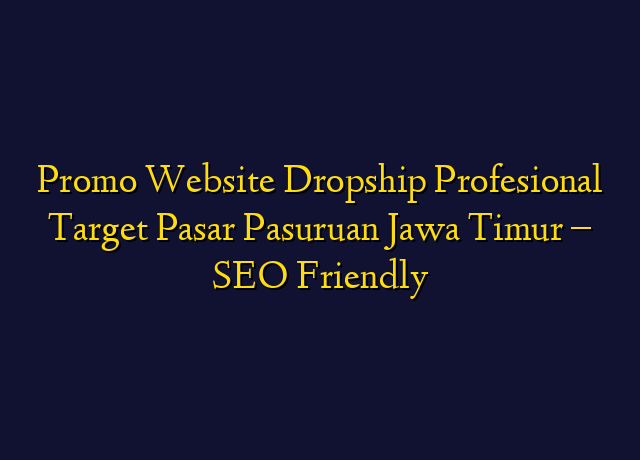 Promo Website Dropship Profesional
Target Pasar Pasuruan Jawa Timur –
SEO Friendly